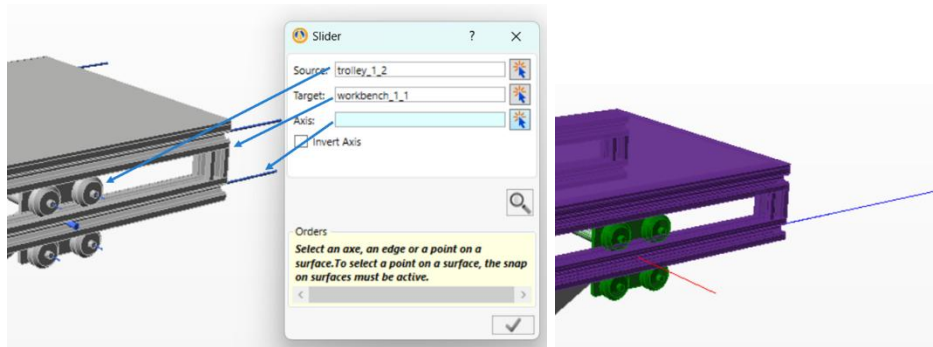 Slider ? ×
Source: trolley_1_2
Target: workbench_1_1
Axis:
Invert Axis
Orders
Select an axe, an edge or a point on a
surface.To select a point on a surface, the snap
on surfaces must be active.